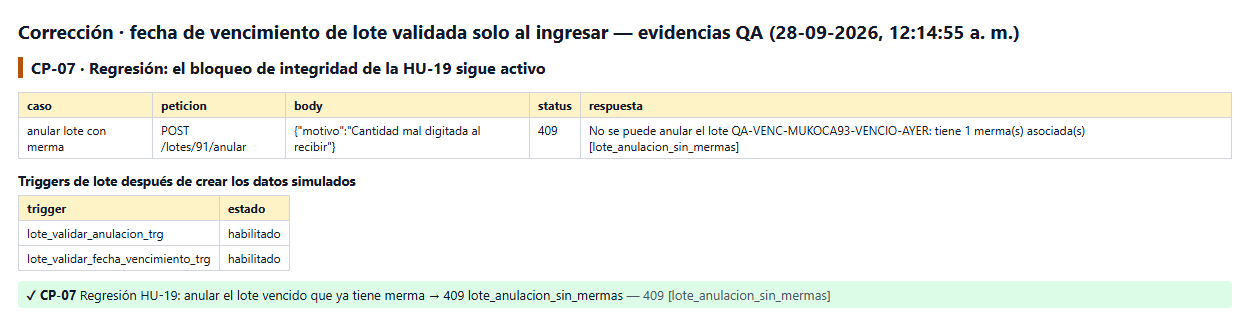 Corrección · fecha de vencimiento de lote validada solo al ingresar — evidencias QA (28-09-2026, 12:14:55 a. m.)
CP-07 · Regresión: el bloqueo de integridad de la HU-19 sigue activo
caso peticion body status respuesta
anular lote con POST {"motivo":"Cantidad mal digitada al 409 No se puede anular el lote QA-VENC-MUKOCA93-VENCIO-AYER: tiene 1 merma(s) asociada(s)
merma /lotes/91/anular recibir"} [lote_anulacion_sin_mermas]
Triggers de lote después de crear los datos simulados
trigger estado
lote_validar_anulacion_trg habilitado
lote_validar_fecha_vencimiento_trg habilitado
✓ CP-07 Regresión HU-19: anular el lote vencido que ya tiene merma → 409 lote_anulacion_sin_mermas — 409 [lote_anulacion_sin_mermas]